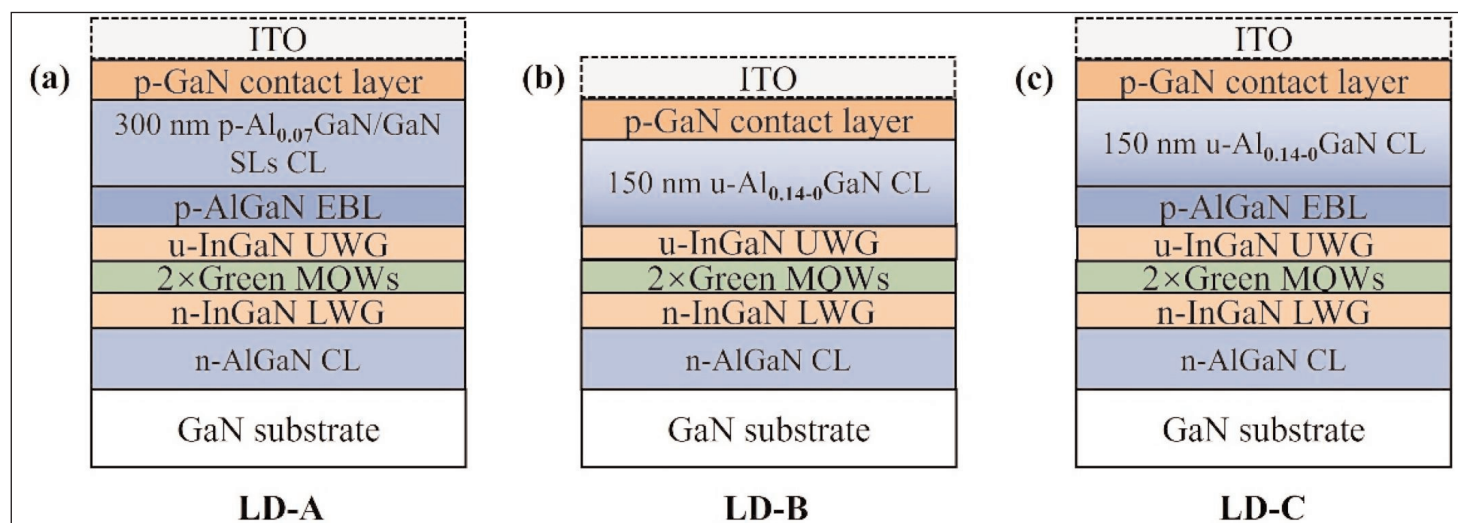 (a)
ITO
p-GaN contact layer
300 nm p-Al0.07GaN/GaN
SLs CL
p-AlGaN EBL
u-InGaN UWG
2×Green MQWs
n-InGaN LWG
n-AlGaN CL
GaN substrate
LD-A
(b)
ITO
p-GaN contact layer
150 nm u-Al0.14-0GaN CL
u-InGaN UWG
2×Green MQWs
n-InGaN LWG
n-AlGaN CL
GaN substrate
LD-B
(c)
ITO
p-GaN contact layer
150 nm u-Al0.14-0GaN CL
p-AlGaN EBL
u-InGaN UWG
2×Green MQWs
n-InGaN LWG
n-AlGaN CL
GaN substrate
LD-C